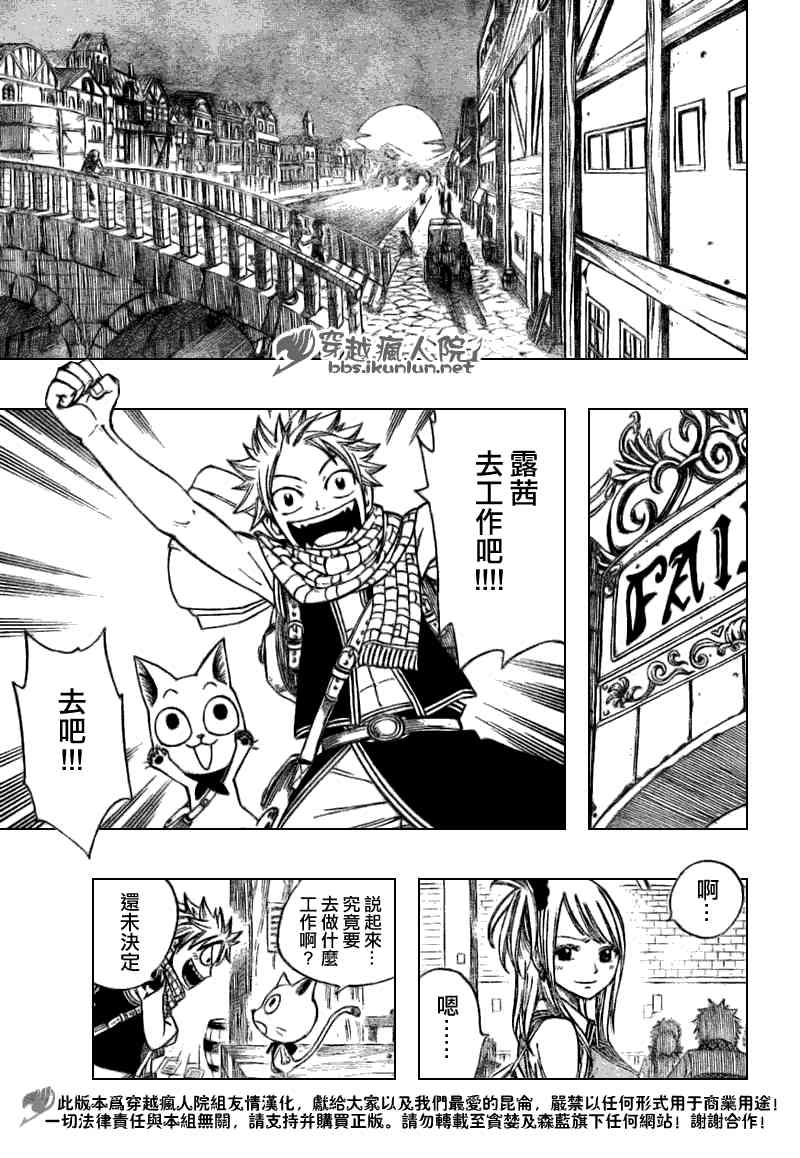 穿越瘋人院
bbs.ikunlun.net
FAI
露茜
去工作吧!!!!
去吧!!!
啊…
嗯……
說起來…
究竟要
去做什麼
工作啊?
還未決定
此版本爲穿越瘋人院組友情漢化，獻給大家以及我們最愛的昆侖，嚴禁以任何形式用于商業用途!
一切法律責任與本組無關，請支持并購買正版。請勿轉載至貪婪及森藍旗下任何網站! 謝謝合作!